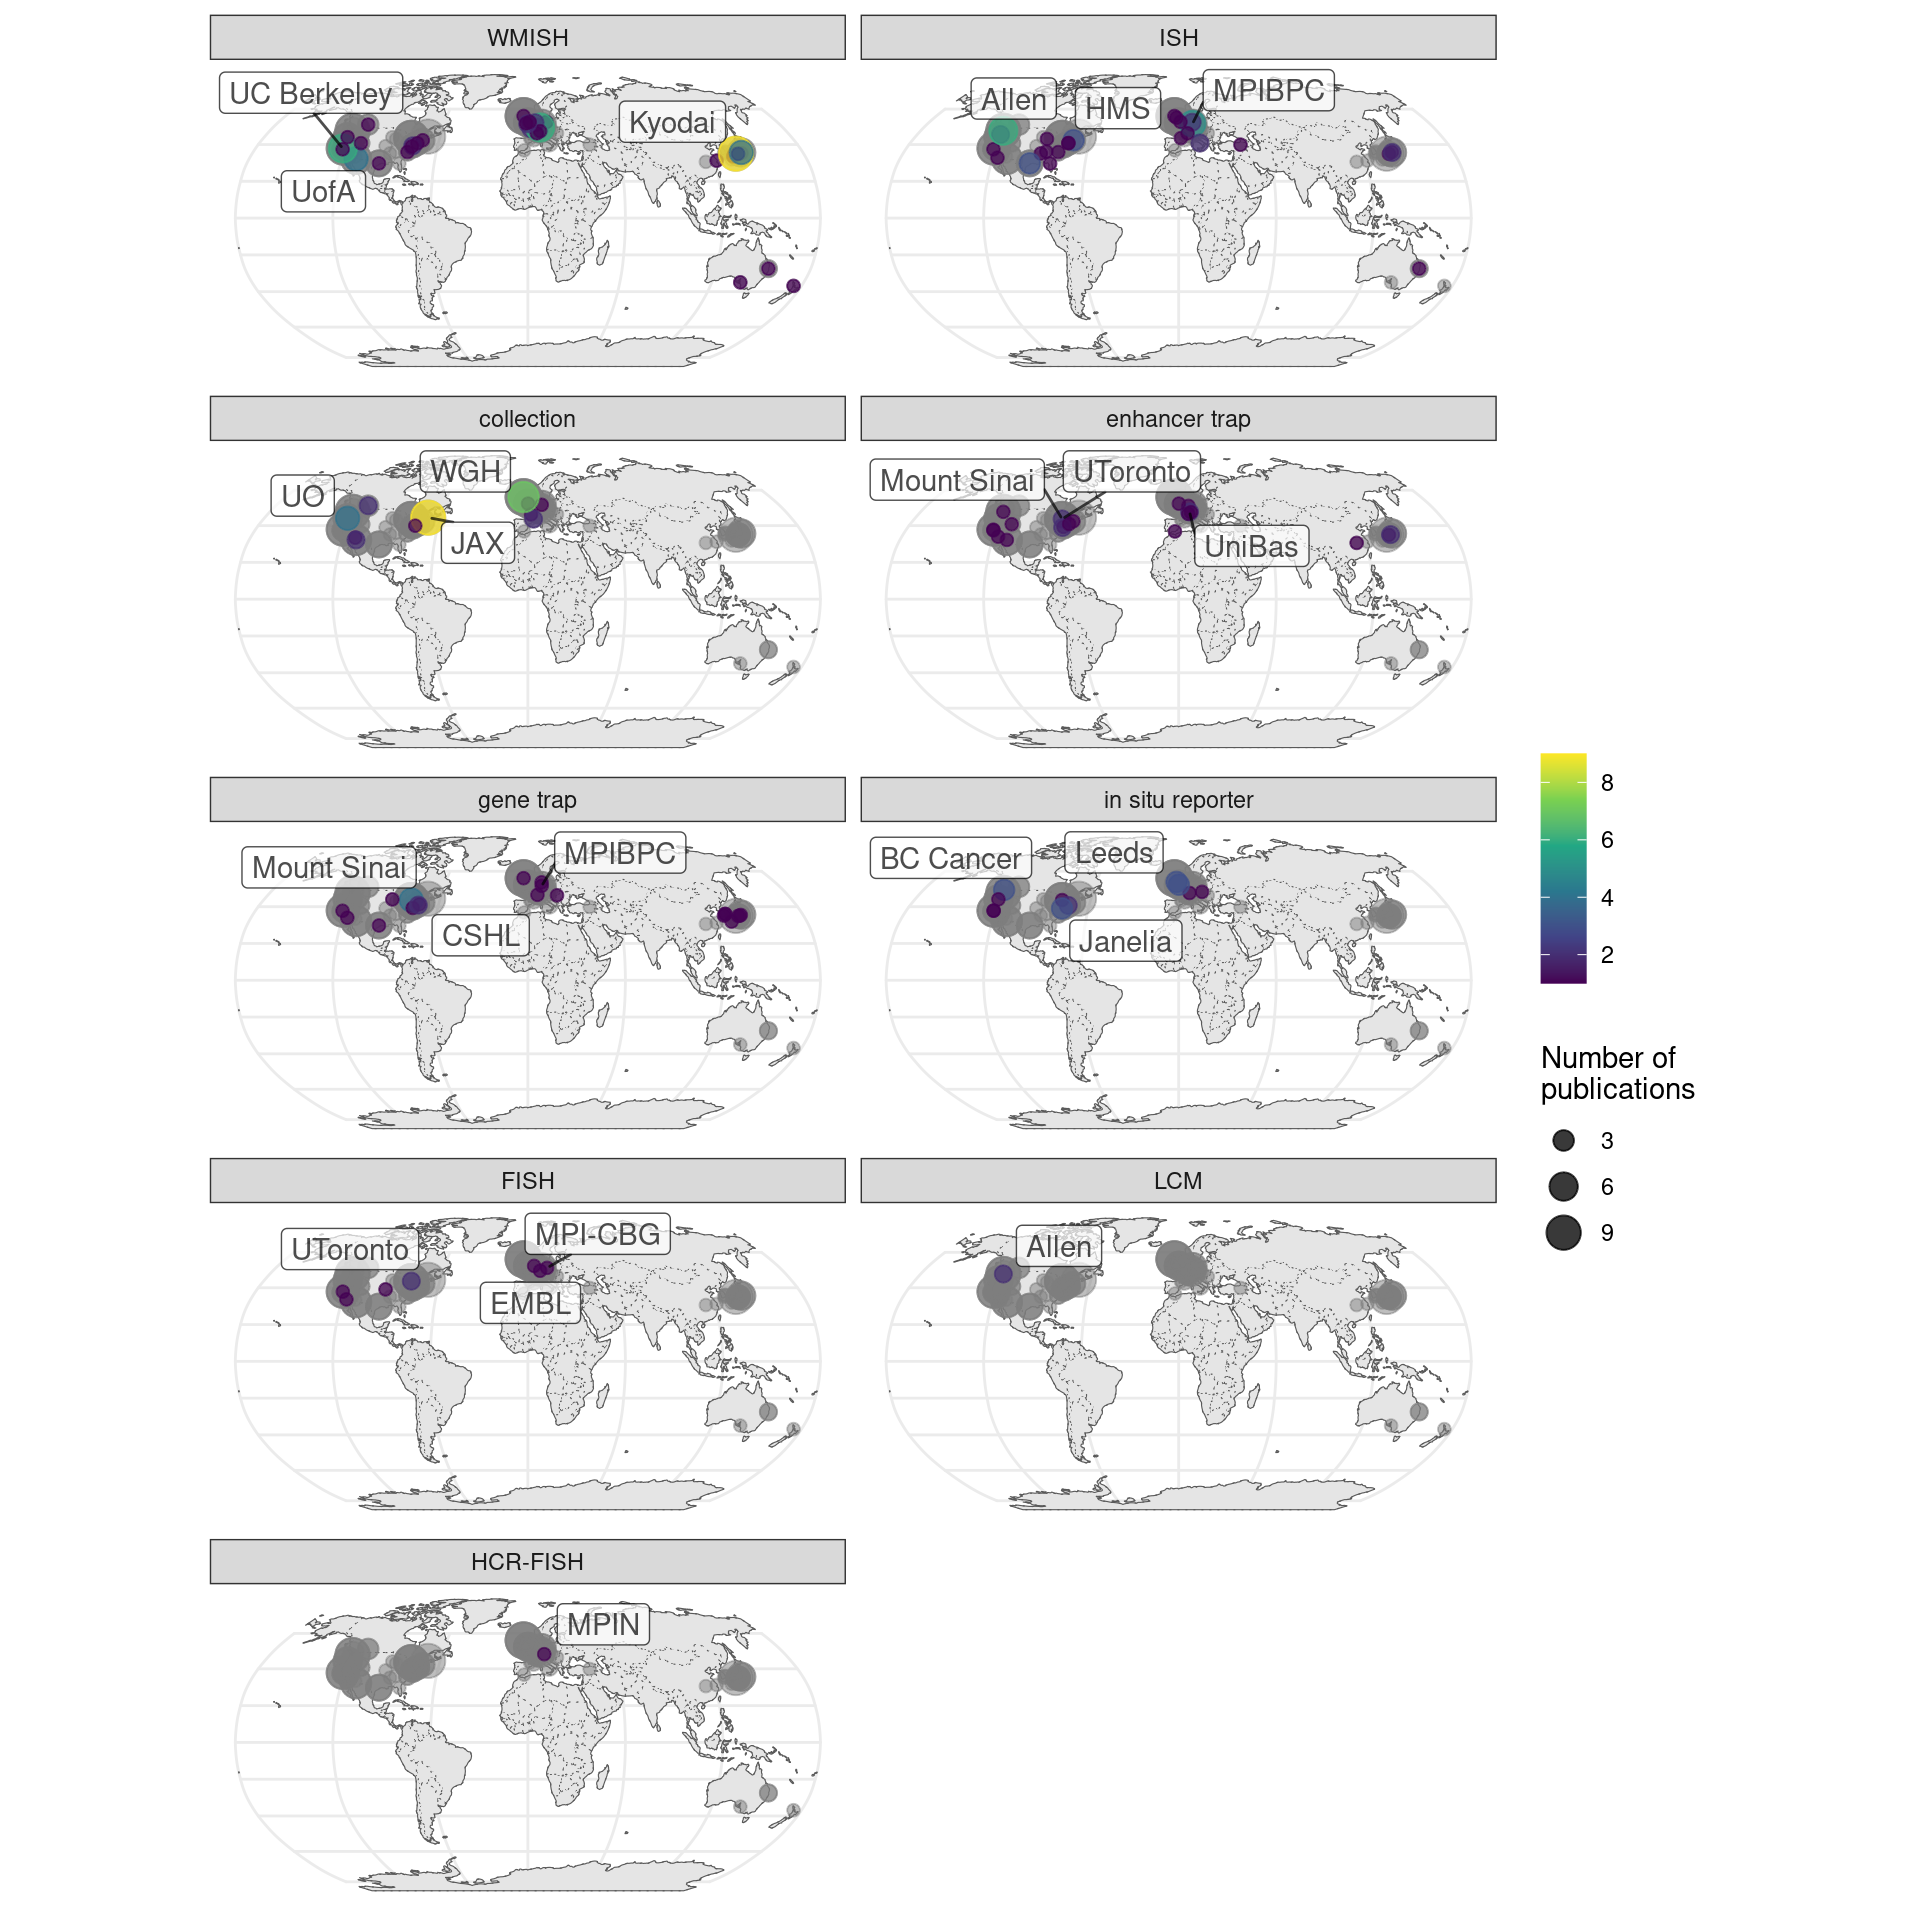 WMISH
ISH
UC Berkeley
Kyodai
UofA
Allen
HMS
MPIBPC
collection
enhancer trap
UO
WGH
JAX
Mount Sinai
UToronto
UniBas
gene trap
in situ reporter
Mount Sinai
MPIBPC
CSHL
BC Cancer
Leeds
Janelia
FISH
LCM
UToronto
MPI-CBG
EMBL
Allen
HCR-FISH
MPIN
8
6
4
2
Number of
publications
3
6
9